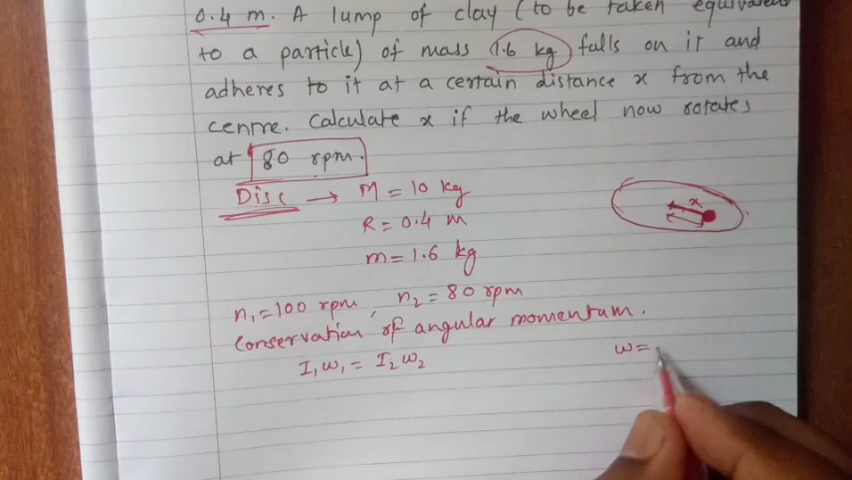 0.4 m. A lump of clay (to be taken equivalent
to a particle) of mass 1.6 kg falls on it and
adheres to it at a certain distance x from the
centre. Calculate x if the wheel now rotates
at 80 rpm.
Disc → M = 10 kg
R = 0.4 m
x
m = 1.6 kg
n₁ = 100 rpm, n₂ = 80 rpm
Conservation of angular momentum.
I₁ω₁ = I₂ω₂
ω =